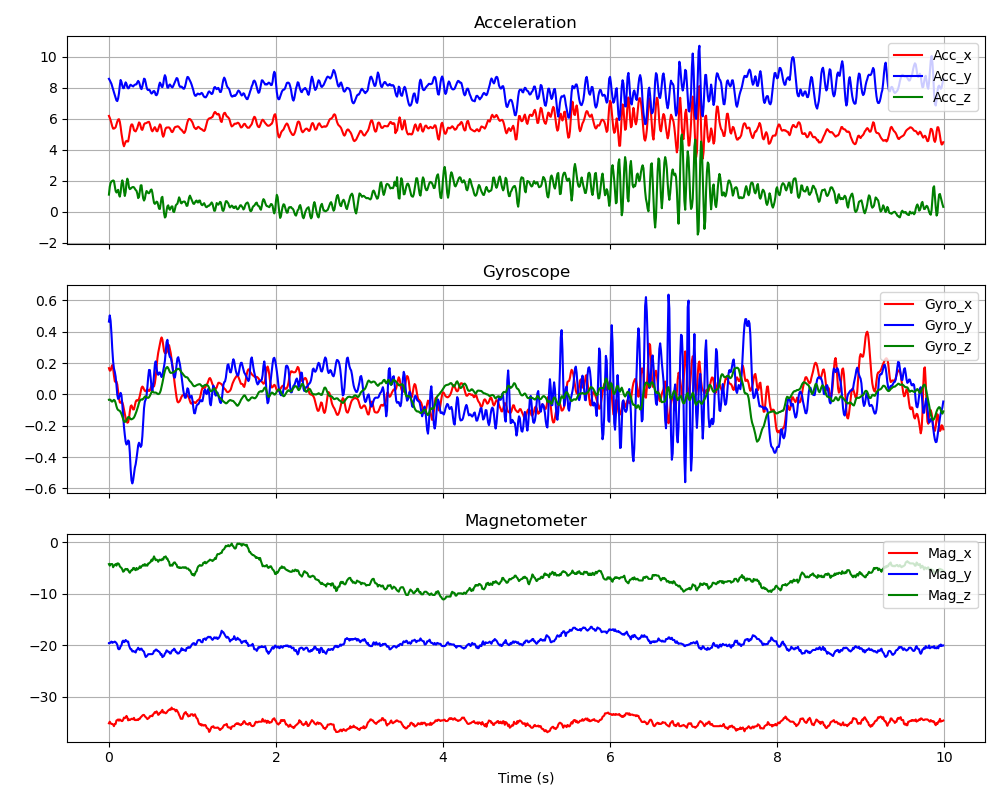 Acceleration
10
8
6
4
2
0
−2
Acc_x
Acc_y
Acc_z
Gyroscope
0.6
0.4
0.2
0.0
−0.2
−0.4
−0.6
Gyro_x
Gyro_y
Gyro_z
Magnetometer
0
−10
−20
−30
Mag_x
Mag_y
Mag_z
0 2 4 6 8 10
Time (s)